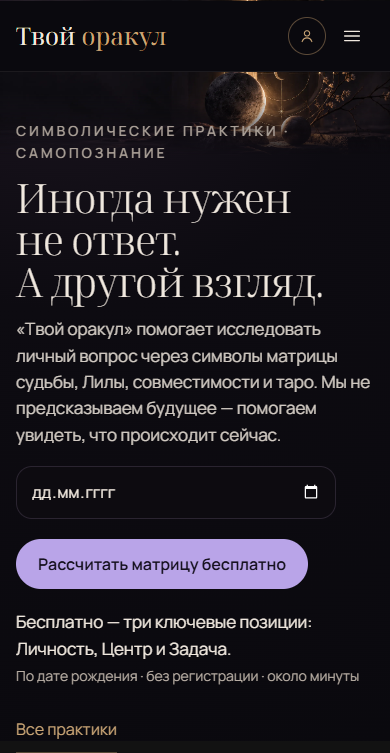 Твой оракул
СИМВОЛИЧЕСКИЕ ПРАКТИКИ ·
САМОПОЗНАНИЕ
Иногда нужен
не ответ.
А другой взгляд.
«Твой оракул» помогает исследовать
личный вопрос через символы матрицы
судьбы, Лилы, совместимости и таро. Мы не
предсказываем будущее — помогаем
увидеть, что происходит сейчас.
дд.мм.гггг
Рассчитать матрицу бесплатно
Бесплатно — три ключевые позиции:
Личность, Центр и Задача.
По дате рождения · без регистрации · около минуты
Все практики